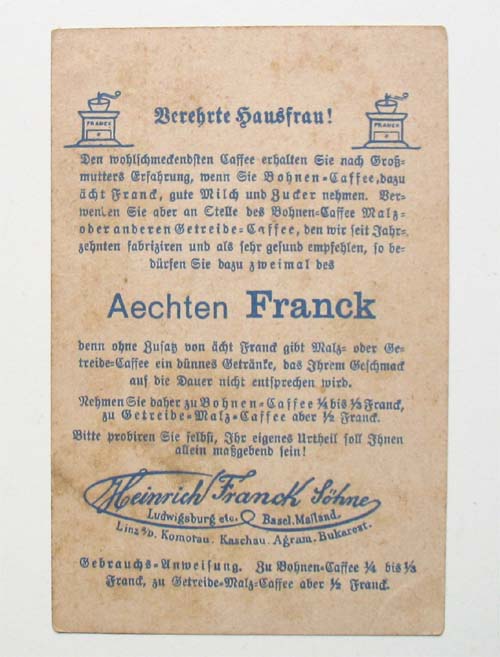 Verehrte Hausfrau!
FRANCK
FRANCK
Den wohlschmeckendsten Caffee erhalten Sie nach Groß-
mutters Erfahrung, wenn Sie Bohnen-Caffee, dazu
ächt Franck, gute Milch und Zucker nehmen. Ver-
wenden Sie aber an Stelle des Bohnen-Caffee Malz-
oder anderen Getreide-Caffee, den wir seit Jahr-
zehnten fabriziren und als sehr gesund empfehlen, so be-
dürfen Sie dazu zweimal des
Aechten Franck
denn ohne Zusatz von ächt Franck gibt Malz- oder Ge-
treide-Caffee ein dünnes Getränke, das Ihrem Geschmack
auf die Dauer nicht entsprechen wird.
Nehmen Sie daher zu Bohnen-Caffee ¼ bis ⅓ Franck,
zu Getreide-Malz-Caffee aber ½ Franck.
Bitte probiren Sie selbst, Ihr eigenes Urtheil soll Ihnen
allein maßgebend sein!
Heinrich Franck Söhne
Ludwigsburg etc. Basel. Mailand.
Linz a/D. Komotau. Kaschau. Agram. Bukarest.
Gebrauchs-Anweisung. Zu Bohnen-Caffee ¼ bis ⅓
Franck, zu Getreide-Malz-Caffee aber ½ Franck.